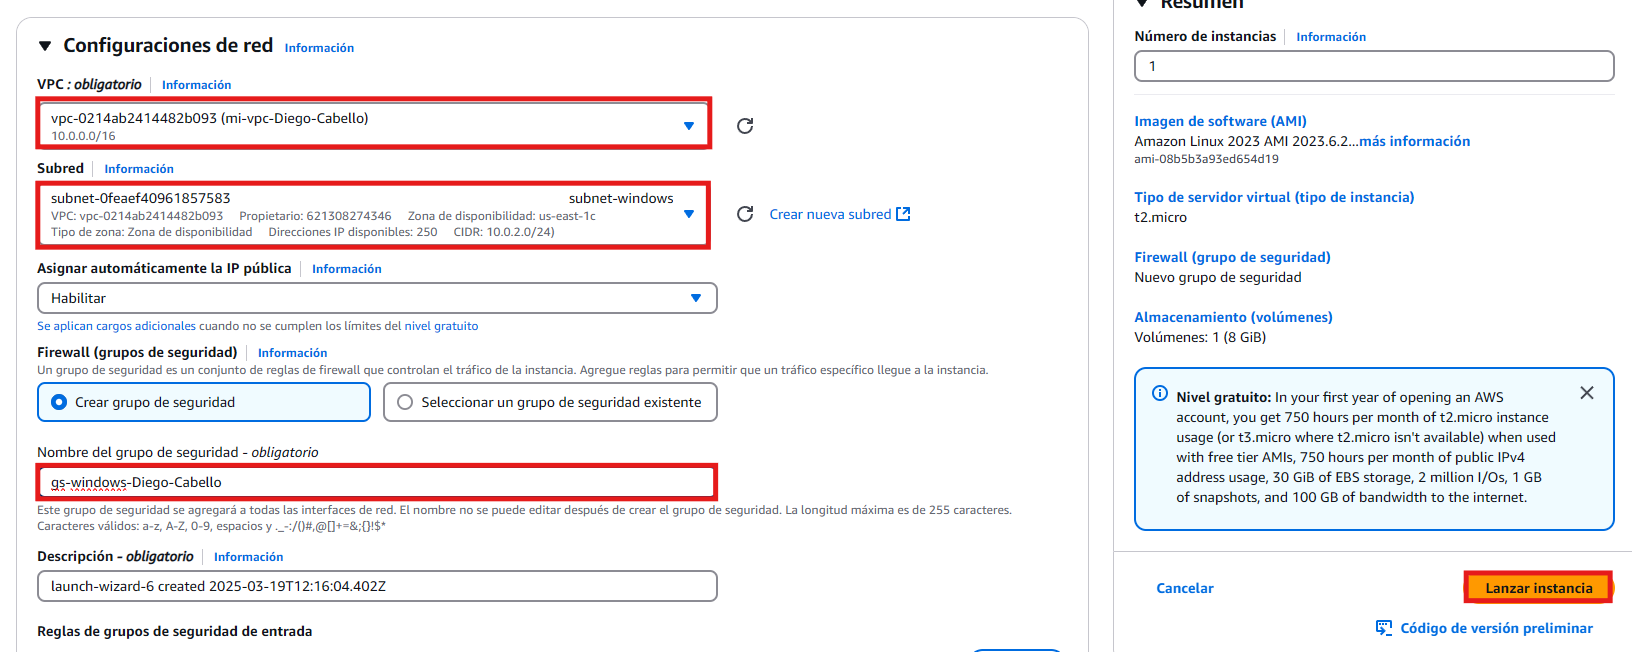 Configuraciones de red Información
VPC : obligatorio Información
vpc-0214ab2414482b093 (mi-vpc-Diego-Cabello)
10.0.0.0/16
Subred Información
subnet-0feaef40961857583 subnet-windows
VPC: vpc-0214ab2414482b093 Propietario: 621308274346 Zona de disponibilidad: us-east-1c
Tipo de zona: Zona de disponibilidad Direcciones IP disponibles: 250 CIDR: 10.0.2.0/24)
Crear nueva subred
Asignar automáticamente la IP pública Información
Habilitar
Se aplican cargos adicionales cuando no se cumplen los límites del nivel gratuito
Firewall (grupos de seguridad) Información
Un grupo de seguridad es un conjunto de reglas de firewall que controlan el tráfico de la instancia. Agregue reglas para permitir que un tráfico específico llegue a la instancia.
Crear grupo de seguridad Seleccionar un grupo de seguridad existente
Nombre del grupo de seguridad - obligatorio
gs-windows-Diego-Cabello
Este grupo de seguridad se agregará a todas las interfaces de red. El nombre no se puede editar después de crear el grupo de seguridad. La longitud máxima es de 255 caracteres.
Caracteres válidos: a-z, A-Z, 0-9, espacios y ._-:/()#,@[]+=&;{}!$*
Descripción - obligatorio Información
launch-wizard-6 created 2025-03-19T12:16:04.402Z
Reglas de grupos de seguridad de entrada
Resumen
Número de instancias Información
1
Imagen de software (AMI)
Amazon Linux 2023 AMI 2023.6.2...más información
ami-08b5b3a93ed654d19
Tipo de servidor virtual (tipo de instancia)
t2.micro
Firewall (grupo de seguridad)
Nuevo grupo de seguridad
Almacenamiento (volúmenes)
Volúmenes: 1 (8 GiB)
Nivel gratuito: In your first year of opening an AWS
account, you get 750 hours per month of t2.micro instance
usage (or t3.micro where t2.micro isn't available) when used
with free tier AMIs, 750 hours per month of public IPv4
address usage, 30 GiB of EBS storage, 2 million I/Os, 1 GB
of snapshots, and 100 GB of bandwidth to the internet.
Cancelar Lanzar instancia
Código de versión preliminar